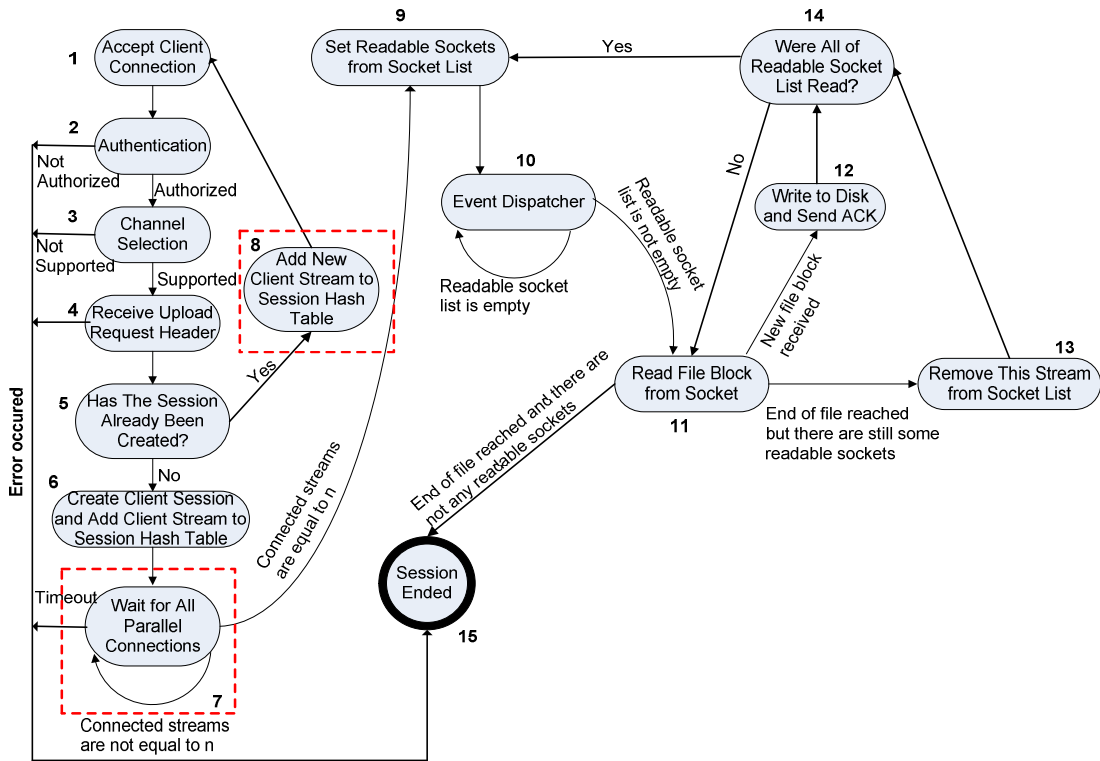 1
Accept Client
Connection
2
Authentication
Not
Authorized
Authorized
3
Channel
Selection
Not
Supported
Supported
4
Receive Upload
Request Header
5
Has The Session
Already Been
Created?
Yes
No
8
Add New
Client Stream to
Session Hash
Table
6
Create Client Session
and Add Client Stream to
Session Hash Table
Timeout
Wait for All
Parallel
Connections
7
Connected streams
are not equal to n
Error occured
Connected streams
are equal to n
9
Set Readable Sockets
from Socket List
10
Event Dispatcher
Readable socket
list is empty
Readable socket
list is not empty
14
Were All of
Readable Socket
List Read?
Yes
No
12
Write to Disk
and Send ACK
New file block
received
Read File Block
from Socket
11
13
Remove This Stream
from Socket List
End of file reached
but there are still some
readable sockets
End of file reached and there are
not any readable sockets
Session
Ended
15